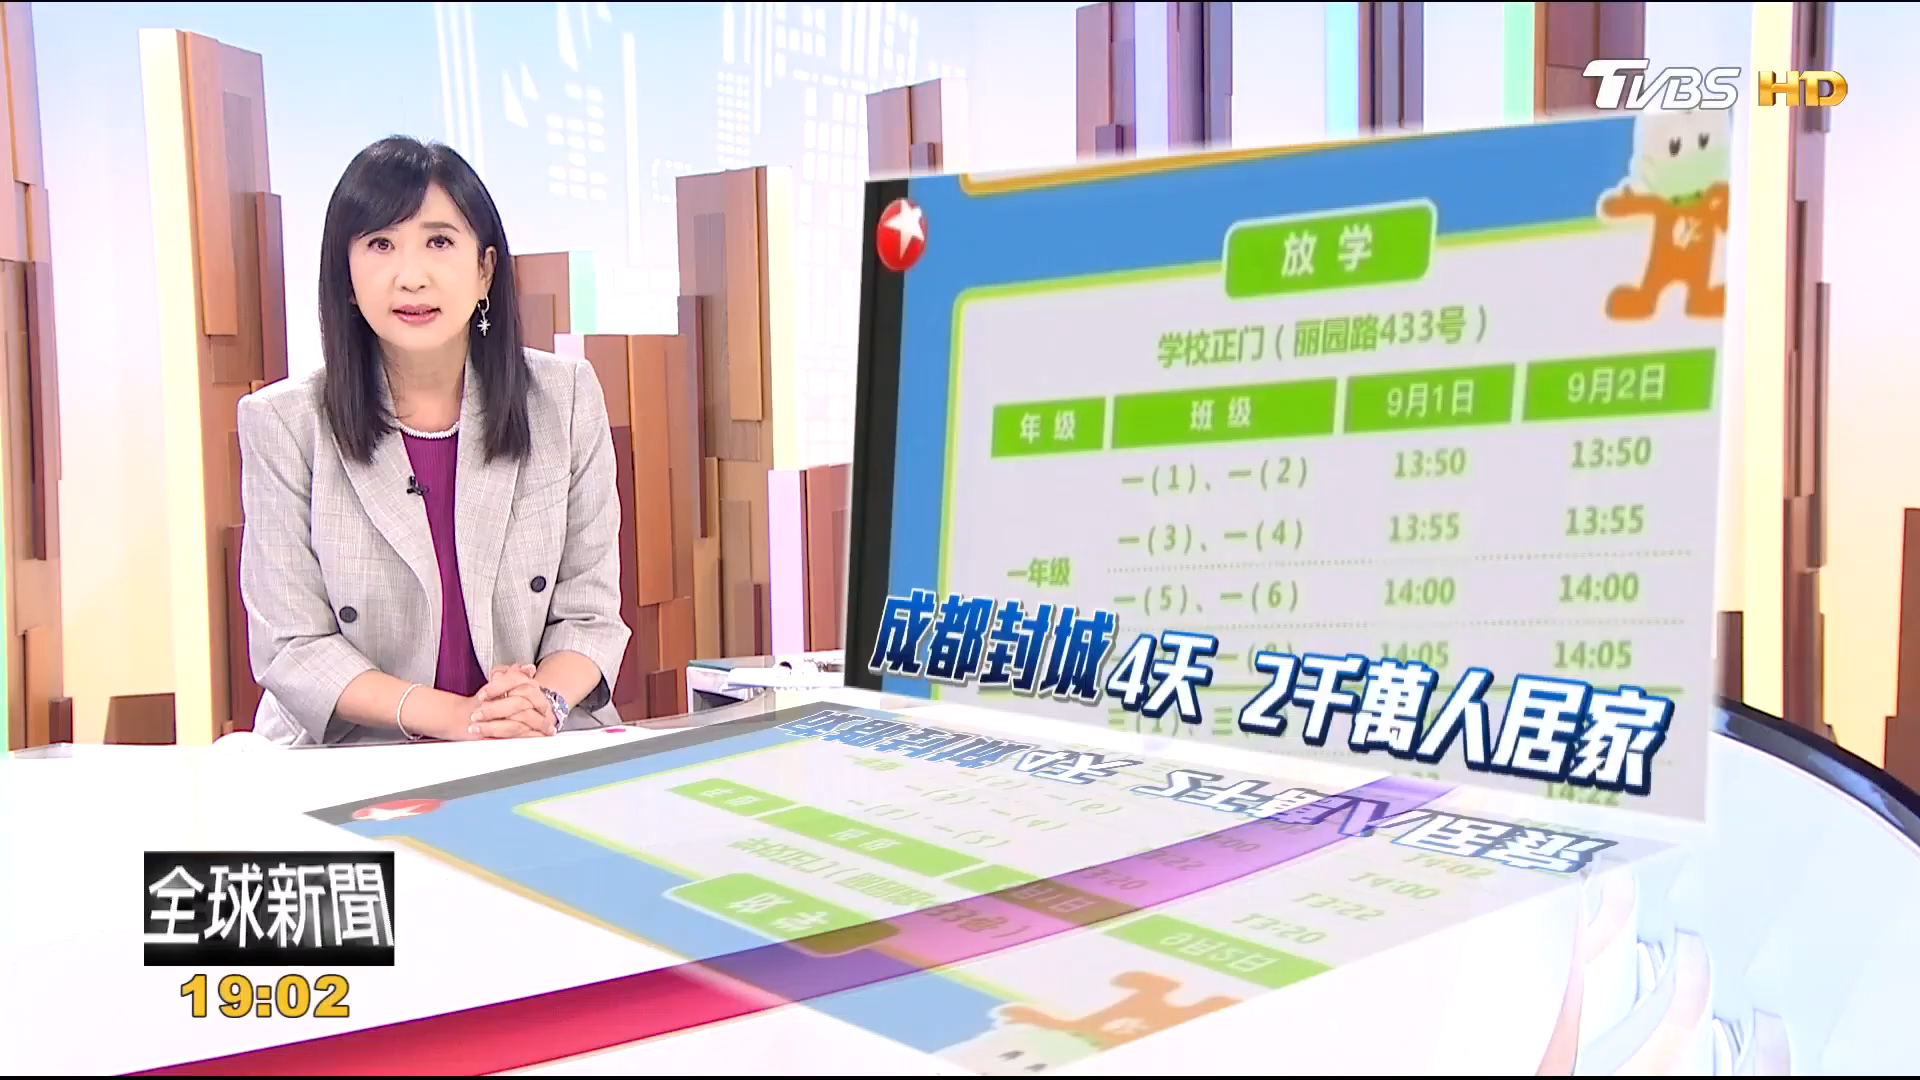 TVBS HD
放学
学校正门（丽园路433号）
年级 班级 9月1日 9月2日
一(1)、一(2) 13:50 13:50
一(3)、一(4) 13:55 13:55
一年级
一(5)、一(6) 14:00 14:00
14:05 14:05
成都封城4天 2千萬人居家
14:22
全球新聞
19:02